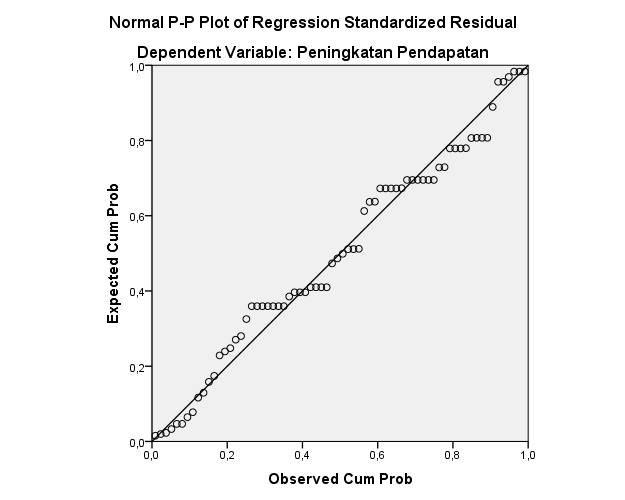 Normal P-P Plot of Regression Standardized Residual
Dependent Variable: Peningkatan Pendapatan
1,0
0,8
0,6
0,4
0,2
0,0
Expected Cum Prob
0,0 0,2 0,4 0,6 0,8 1,0
Observed Cum Prob